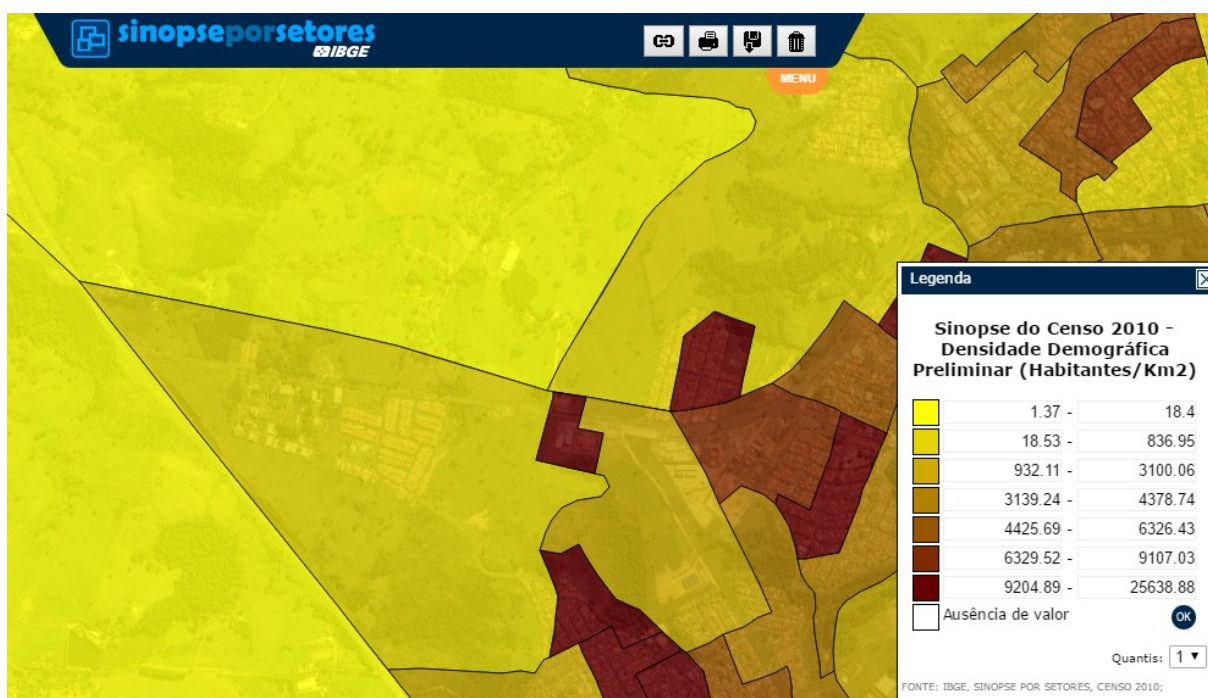 sinopseporsetores
IBGE
MENU
Legenda
Sinopse do Censo 2010 -
Densidade Demográfica
Preliminar (Habitantes/Km2)
1.37 - 18.4
18.53 - 836.95
932.11 - 3100.06
3139.24 - 4378.74
4425.69 - 6326.43
6329.52 - 9107.03
9204.89 - 25638.88
Ausência de valor OK
Quantis: 1
FONTE: IBGE, SINOPSE POR SETORES, CENSO 2010;